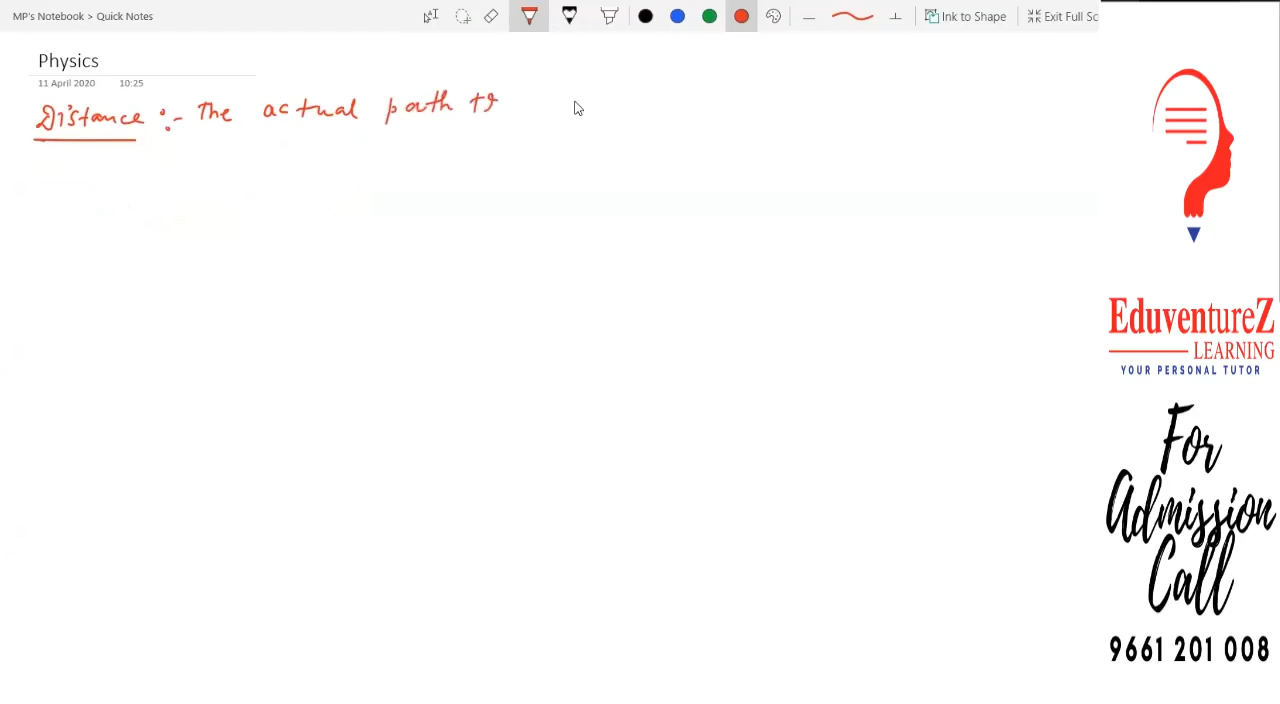 MP's Notebook > Quick Notes
Ink to Shape
Exit Full Sc
Physics
11 April 2020 10:25
Distance :- The actual path tr
EduventureZ
LEARNING
YOUR PERSONAL TUTOR
For
Admission
Call
9661 201 008